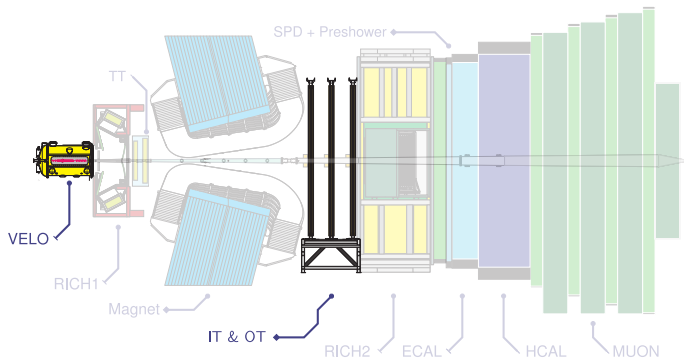 SPD + Preshower
TT
VELO
RICH1
Magnet
IT & OT
RICH2
ECAL
HCAL
MUON